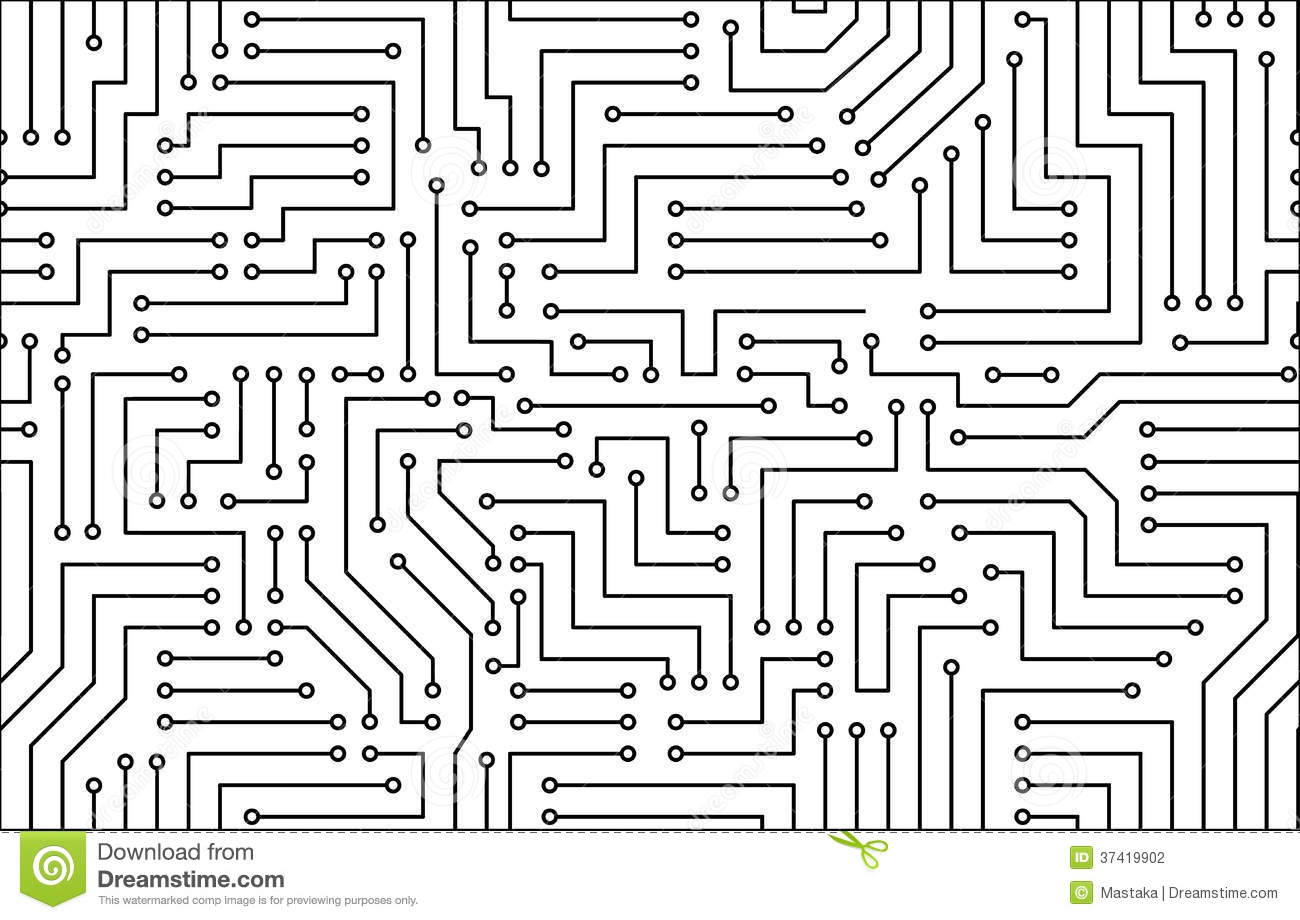 Download from
Dreamstime.com
This watermarked comp image is for previewing purposes only.
ID 37419902
© Mastaka | Dreamstime.com